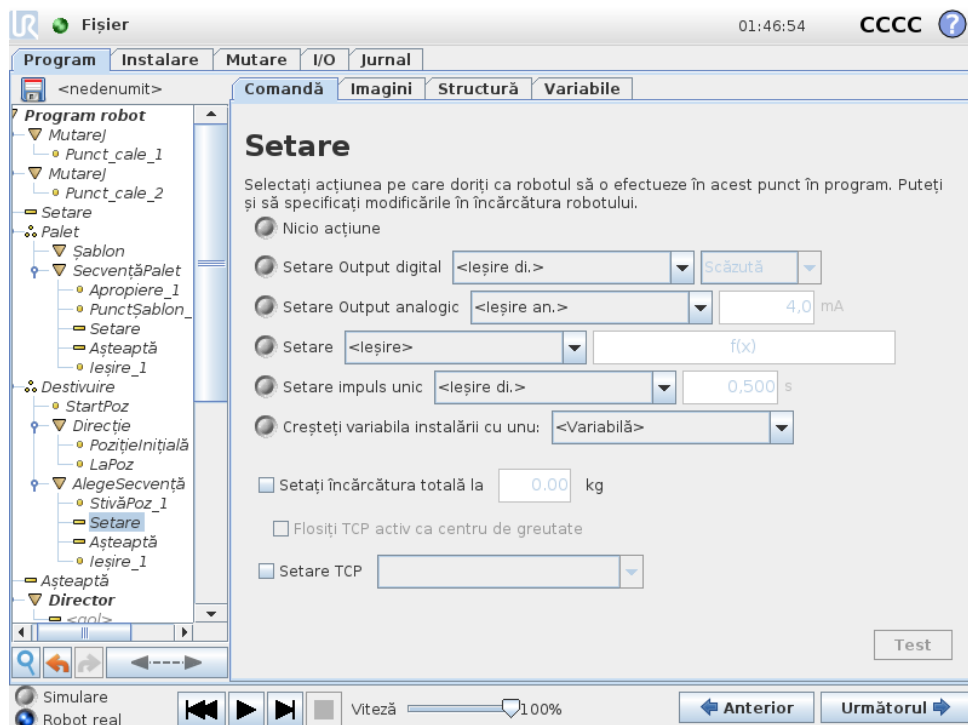 UR Fișier 01:46:54 CCCC ?
Program Instalare Mutare I/O Jurnal
<nedenumit>
Comandă Imagini Structură Variabile
Program robot
MutareJ
Punct_cale_1
MutareJ
Punct_cale_2
Setare
Palet
Șablon
SecvențăPalet
Apropiere_1
PunctȘablon_
Setare
Așteaptă
Ieșire_1
Destivuire
StartPoz
Direcție
PozițieInițială
LaPoz
AlegeSecvență
StivăPoz_1
Setare
Așteaptă
Ieșire_1
Așteaptă
Director
<gol>
Setare
Selectați acțiunea pe care doriți ca robotul să o efectueze în acest punct în program. Puteți
și să specificați modificările în încărcătura robotului.
Nicio acțiune
Setare Output digital <Ieșire di.> Scăzută
Setare Output analogic <Ieșire an.> 4,0 mA
Setare <Ieșire> f(x)
Setare impuls unic <Ieșire di.> 0,500 s
Creșteți variabila instalării cu unu: <Variabilă>
Setați încărcătura totală la 0.00 kg
Flosiți TCP activ ca centru de greutate
Setare TCP
Test
Simulare
Robot real
Viteză 100%
Anterior Următorul